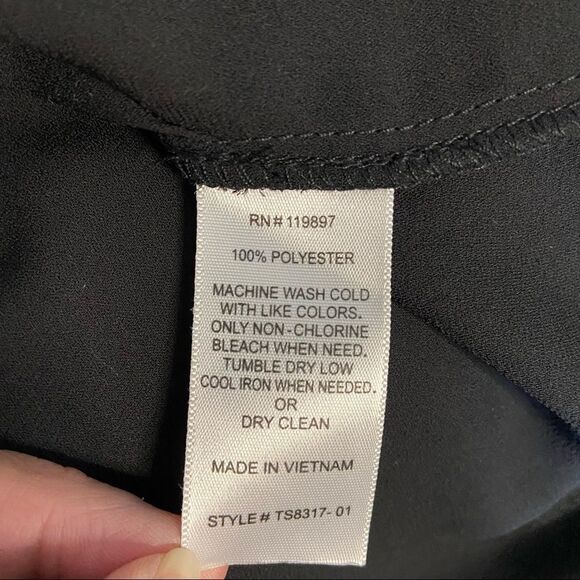 RN# 119897
100% POLYESTER
MACHINE WASH COLD
WITH LIKE COLORS.
ONLY NON-CHLORINE
BLEACH WHEN NEED.
TUMBLE DRY LOW
COOL IRON WHEN NEEDED.
OR
DRY CLEAN
MADE IN VIETNAM
STYLE# TS8317-01